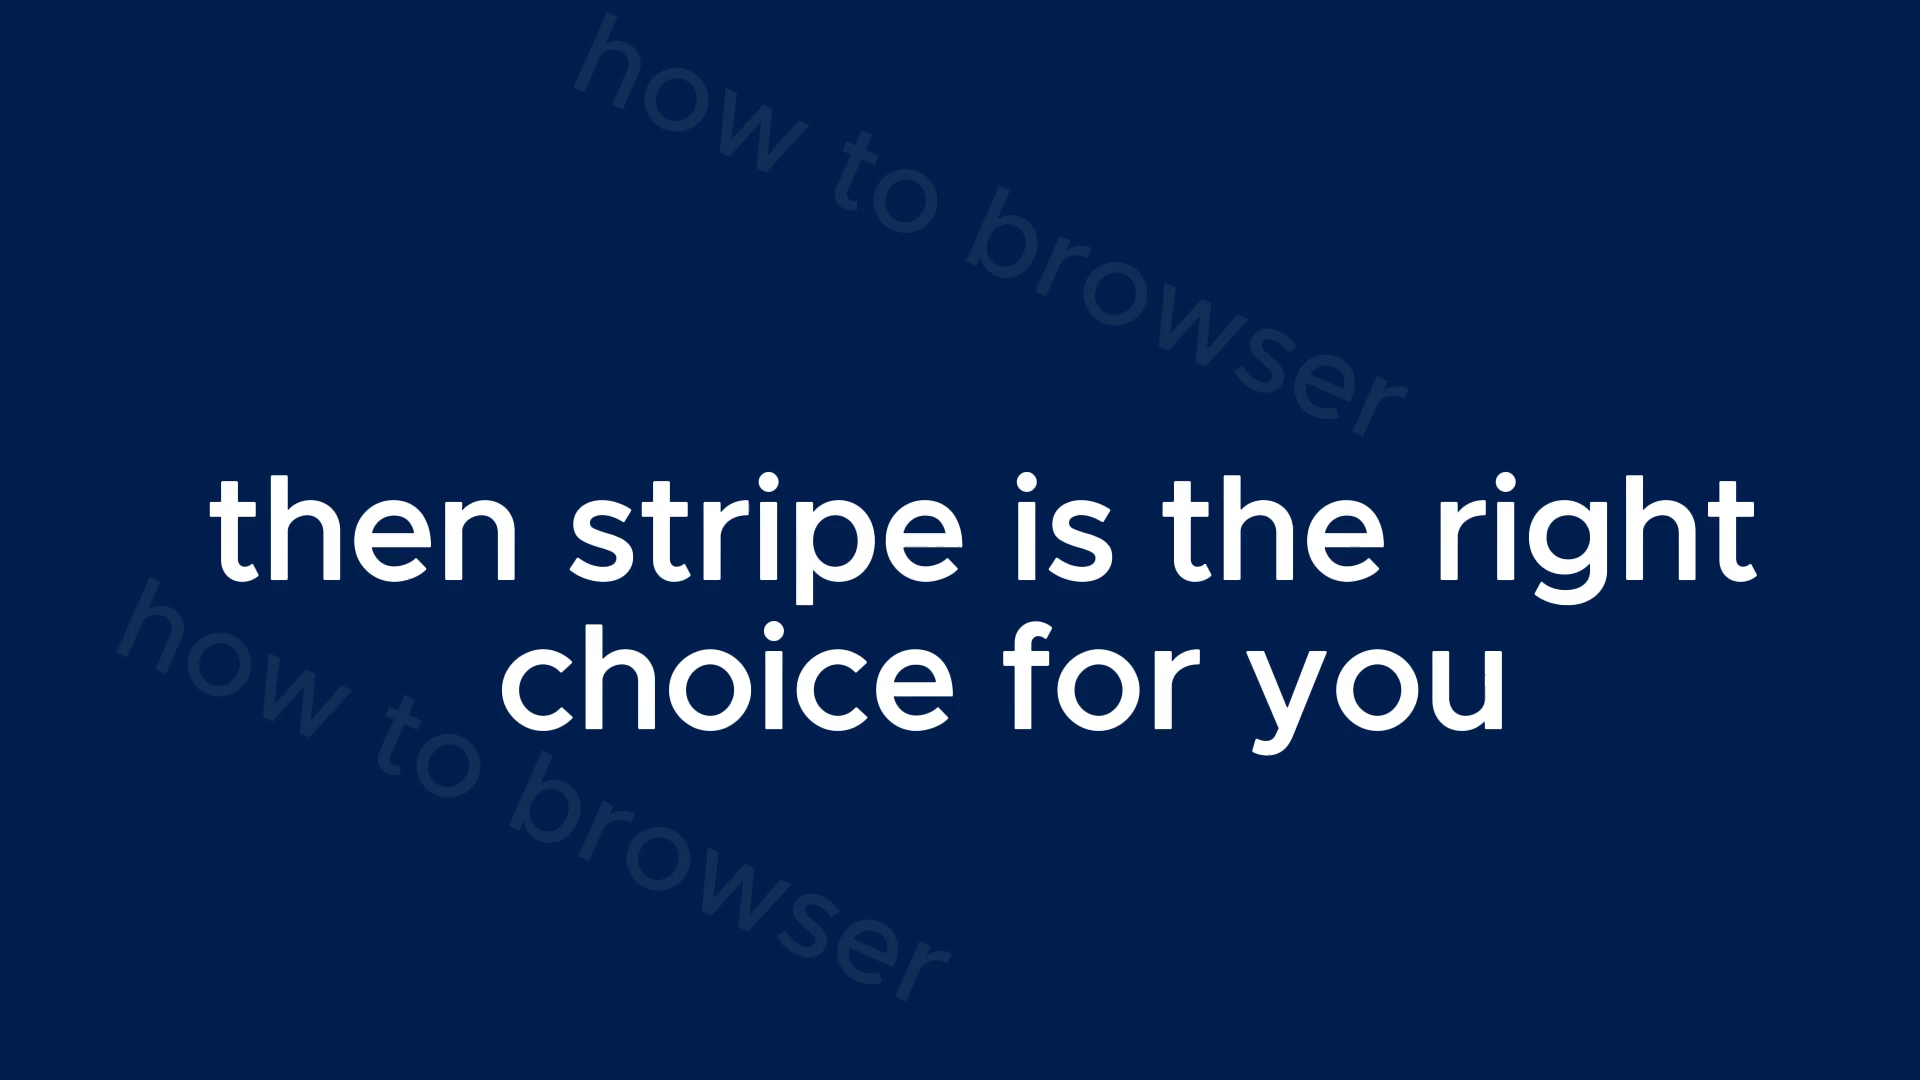 how to browser
then stripe is the right
choice for you
how to browser